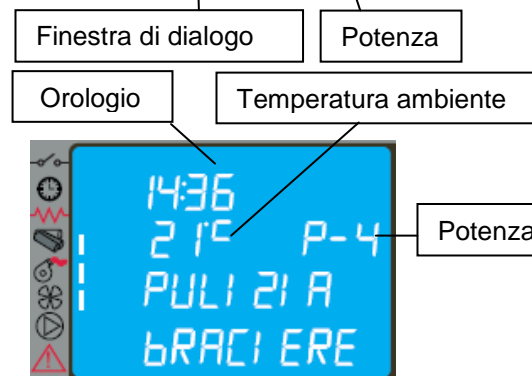 Finestra di dialogo
Potenza
Orologio
Temperatura ambiente
14:36
21°C P-4
Potenza
PULIZIA
bRACIERE